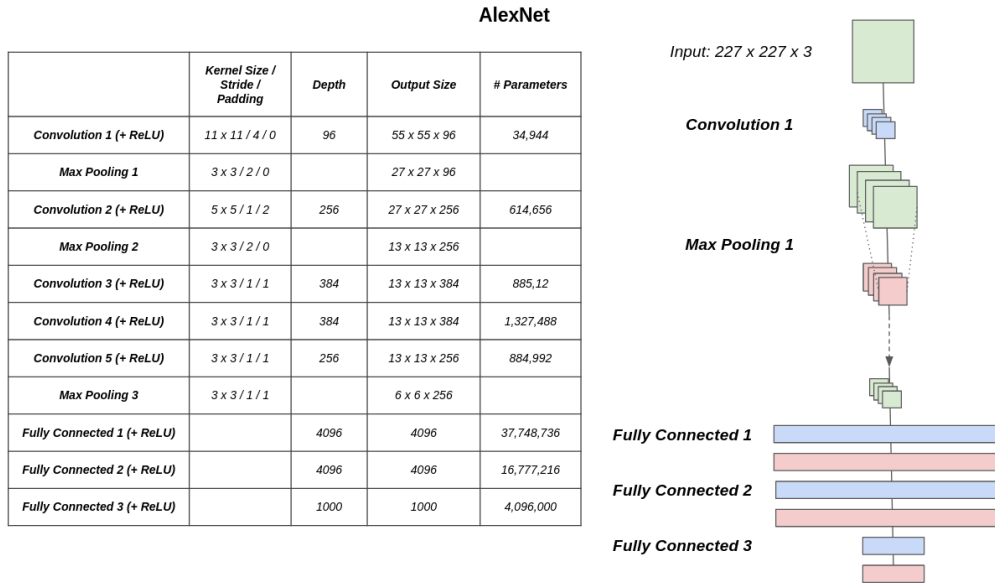 AlexNet
Kernel Size /
Stride /
Padding
Depth
Output Size
# Parameters
Convolution 1 (+ ReLU) 11 x 11 / 4 / 0 96 55 x 55 x 96 34,944
Max Pooling 1 3 x 3 / 2 / 0 27 x 27 x 96
Convolution 2 (+ ReLU) 5 x 5 / 1 / 2 256 27 x 27 x 256 614,656
Max Pooling 2 3 x 3 / 2 / 0 13 x 13 x 256
Convolution 3 (+ ReLU) 3 x 3 / 1 / 1 384 13 x 13 x 384 885,12
Convolution 4 (+ ReLU) 3 x 3 / 1 / 1 384 13 x 13 x 384 1,327,488
Convolution 5 (+ ReLU) 3 x 3 / 1 / 1 256 13 x 13 x 256 884,992
Max Pooling 3 3 x 3 / 1 / 1 6 x 6 x 256
Fully Connected 1 (+ ReLU) 4096 4096 37,748,736
Fully Connected 2 (+ ReLU) 4096 4096 16,777,216
Fully Connected 3 (+ ReLU) 1000 1000 4,096,000
Input: 227 x 227 x 3
Convolution 1
Max Pooling 1
Fully Connected 1
Fully Connected 2
Fully Connected 3